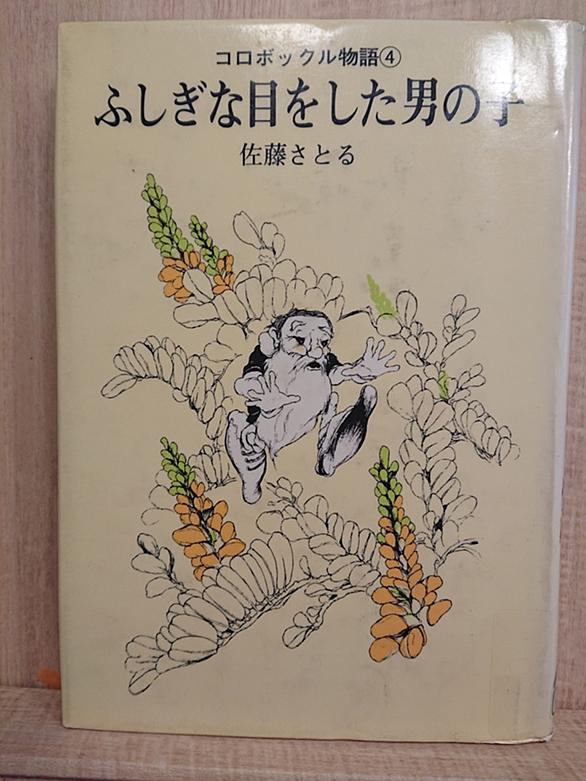 コロボックル物語④
ふしぎな目をした男の子
佐藤さとる